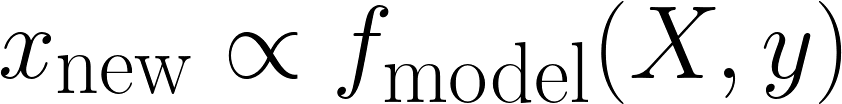 x_new ∝ f_model(X, y)